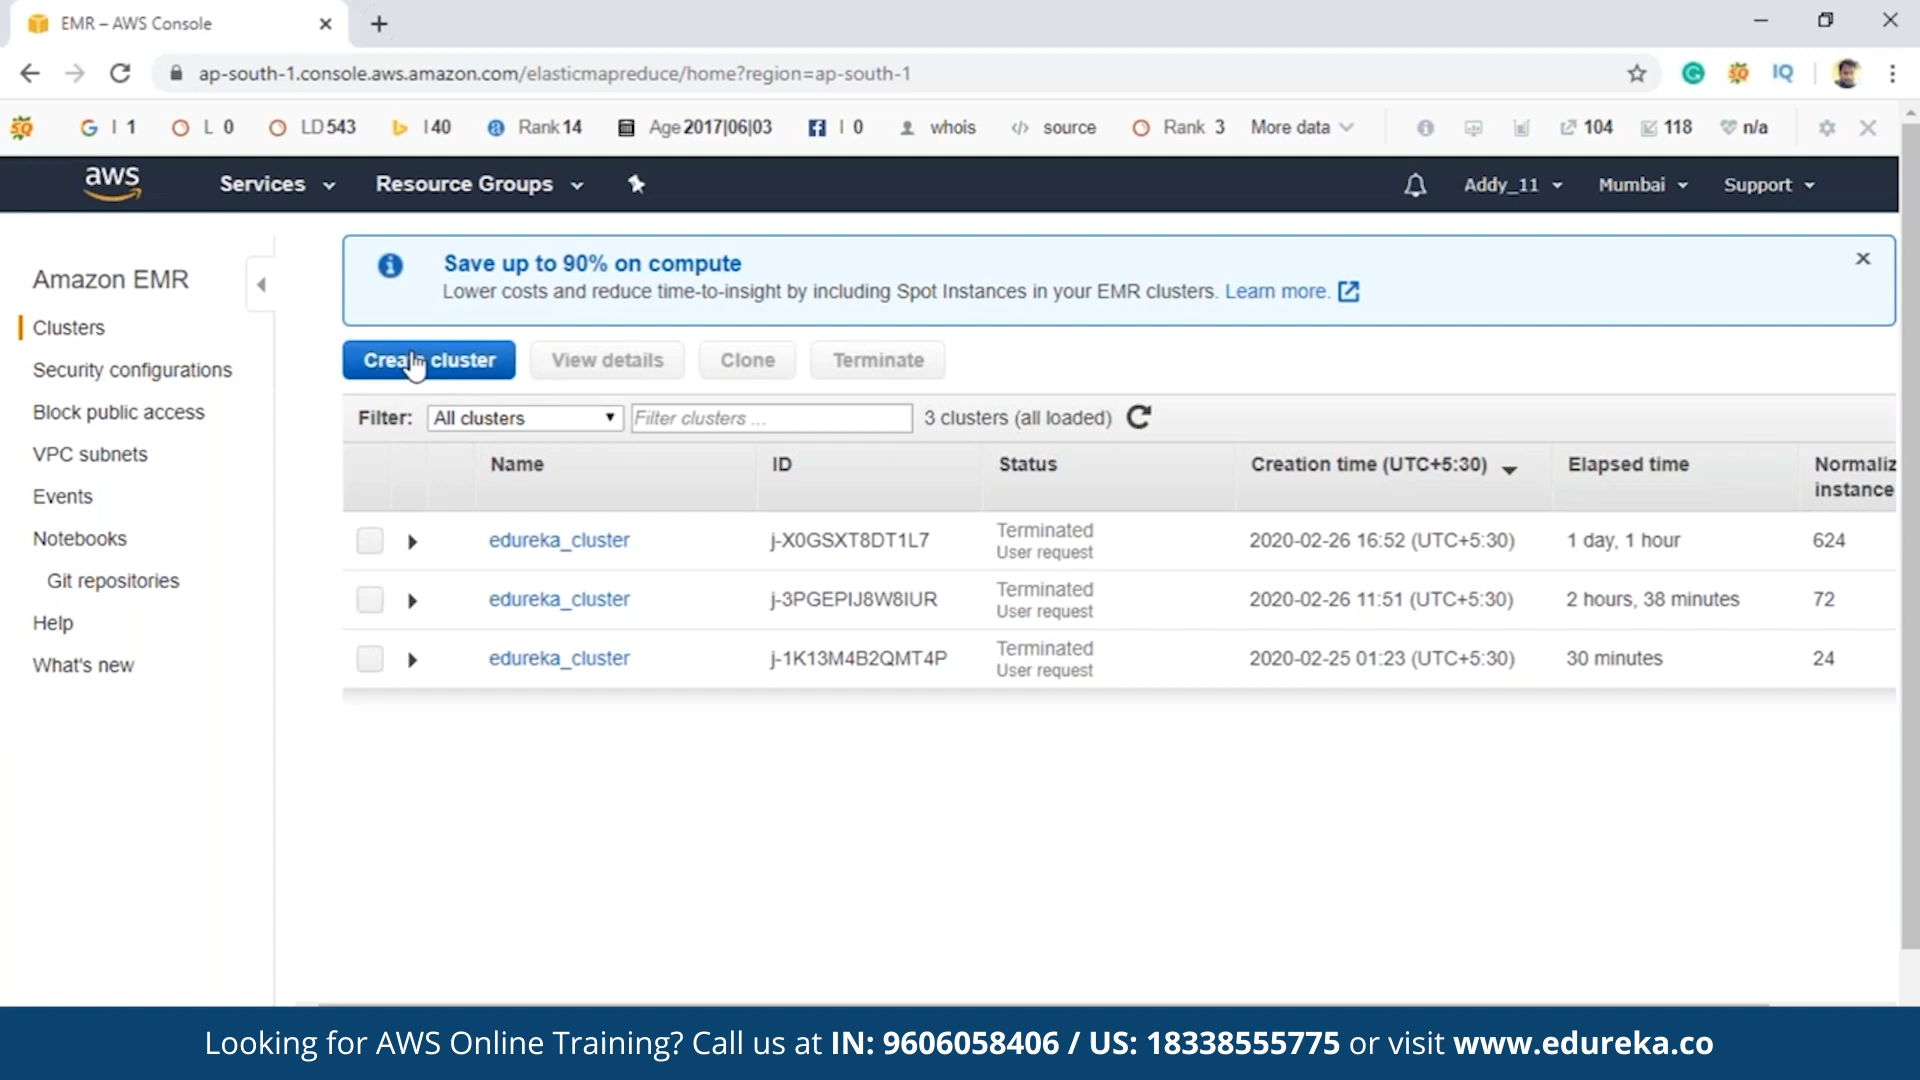 EMR – AWS Console
ap-south-1.console.aws.amazon.com/elasticmapreduce/home?region=ap-south-1
IQ
SQ G I 1 L 0 LD 543 I 40 a Rank 14 Age 2017|06|03 I 0 whois source Rank 3 More data 104 118 n/a
aws Services Resource Groups Addy_11 Mumbai Support
Amazon EMR
Clusters
Security configurations
Block public access
VPC subnets
Events
Notebooks
Git repositories
Help
What's new
Save up to 90% on compute
Lower costs and reduce time-to-insight by including Spot Instances in your EMR clusters. Learn more.
Create cluster View details Clone Terminate
Filter: All clusters Filter clusters ... 3 clusters (all loaded)
Name ID Status Creation time (UTC+5:30) Elapsed time Normaliz
instance
edureka_cluster j-X0GSXT8DT1L7 Terminated 2020-02-26 16:52 (UTC+5:30) 1 day, 1 hour 624
User request
edureka_cluster j-3PGEPIJ8W8IUR Terminated 2020-02-26 11:51 (UTC+5:30) 2 hours, 38 minutes 72
User request
edureka_cluster j-1K13M4B2QMT4P Terminated 2020-02-25 01:23 (UTC+5:30) 30 minutes 24
User request
Looking for AWS Online Training? Call us at IN: 9606058406 / US: 18338555775 or visit www.edureka.co